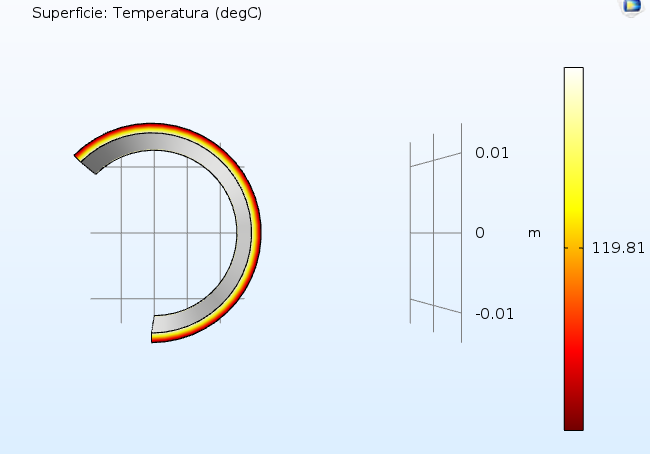 Superficie: Temperatura (degC)
0.01
0 m
119.81
-0.01